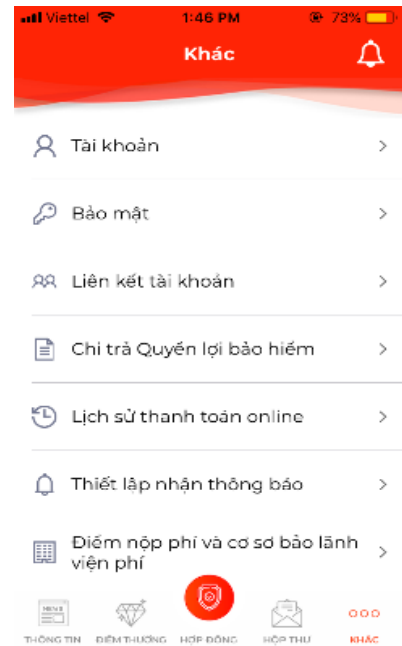 Viettel 1:46 PM 73%
Khác
Tài khoản
Bảo mật
Liên kết tài khoản
Chi trả Quyền lợi bảo hiểm
Lịch sử thanh toán online
Thiết lập nhận thông báo
Điểm nộp phí và cơ sở bảo lãnh
viện phí
MENU
THÔNG TIN ĐIỂM THƯỞNG HỢP ĐỒNG HỘP THƯ KHÁC